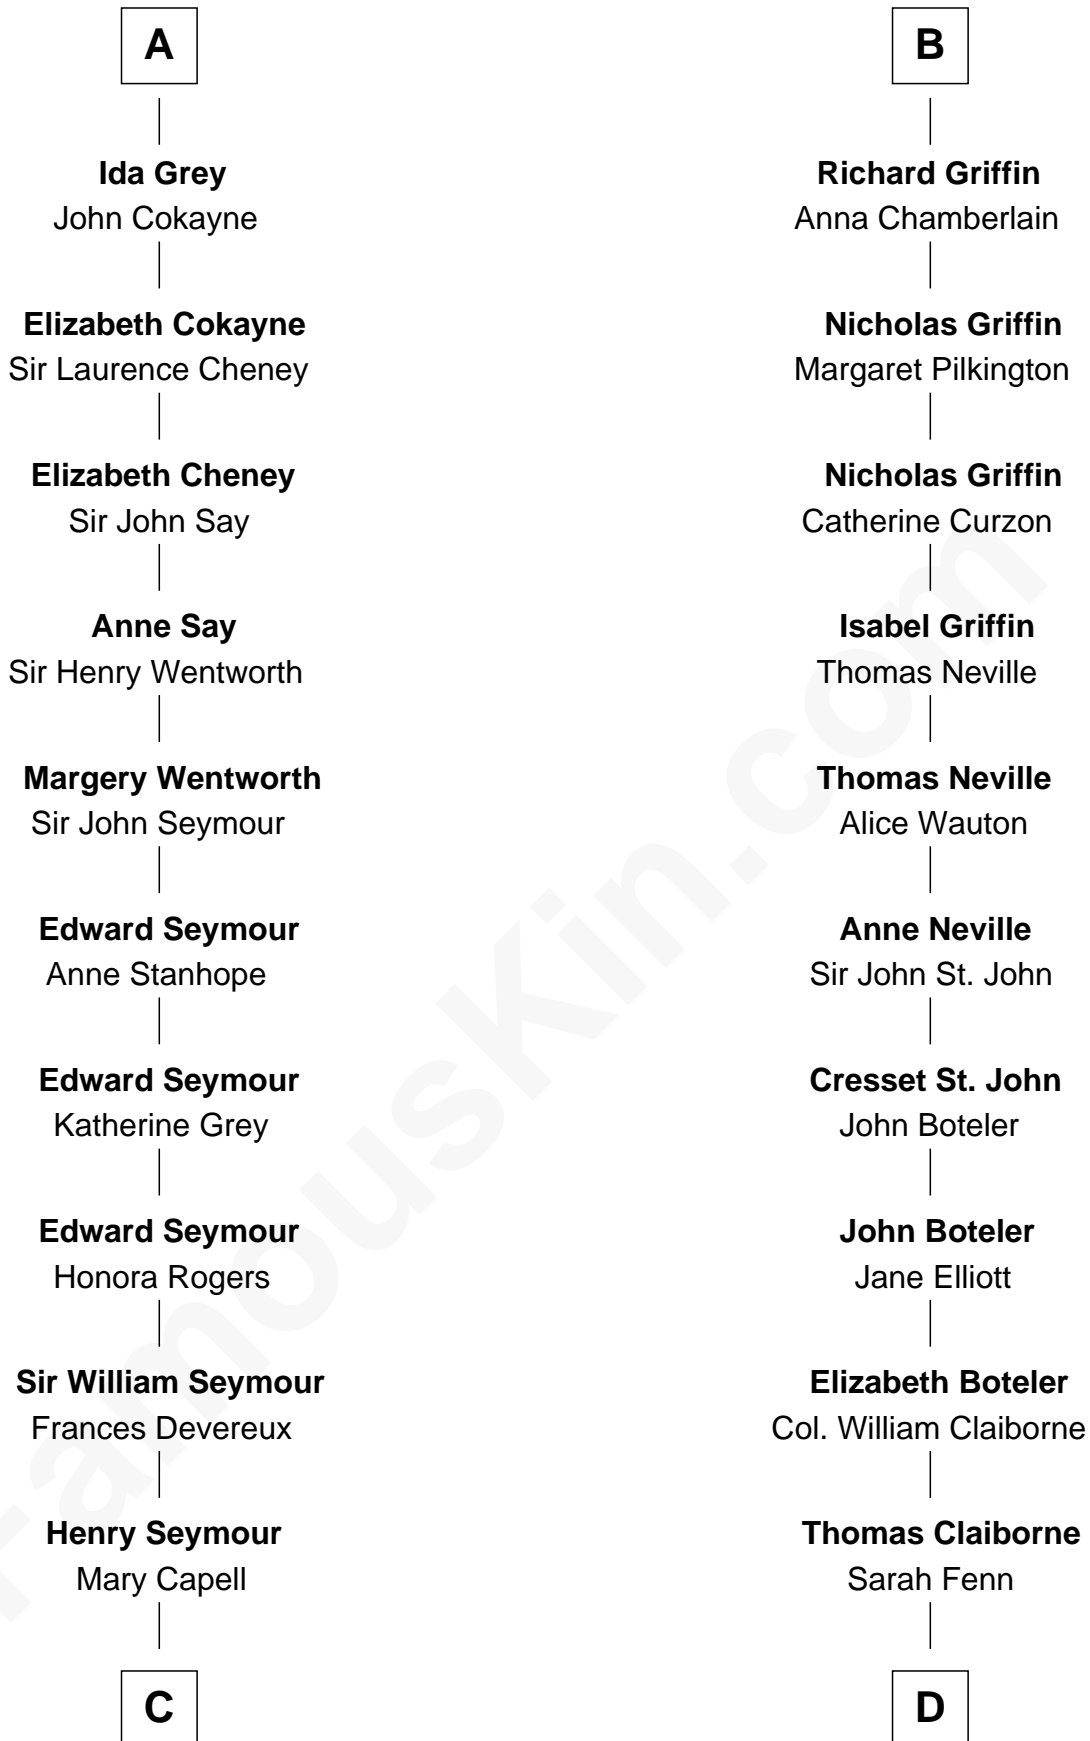 A
Ida Grey
John Cokayne
Elizabeth Cokayne
Sir Laurence Cheney
Elizabeth Cheney
Sir John Say
Anne Say
Sir Henry Wentworth
Margery Wentworth
Sir John Seymour
Edward Seymour
Anne Stanhope
Edward Seymour
Katherine Grey
Edward Seymour
Honora Rogers
Sir William Seymour
Frances Devereux
Henry Seymour
Mary Capell
C
B
Richard Griffin
Anna Chamberlain
Nicholas Griffin
Margaret Pilkington
Nicholas Griffin
Catherine Curzon
Isabel Griffin
Thomas Neville
Thomas Neville
Alice Wauton
Anne Neville
Sir John St. John
Cresset St. John
John Boteler
John Boteler
Jane Elliott
Elizabeth Boteler
Col. William Claiborne
Thomas Claiborne
Sarah Fenn
D
FamousKin.com